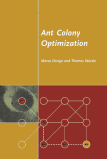 Ant Colony
Optimization
Marco Dorigo and Thomas Stützle